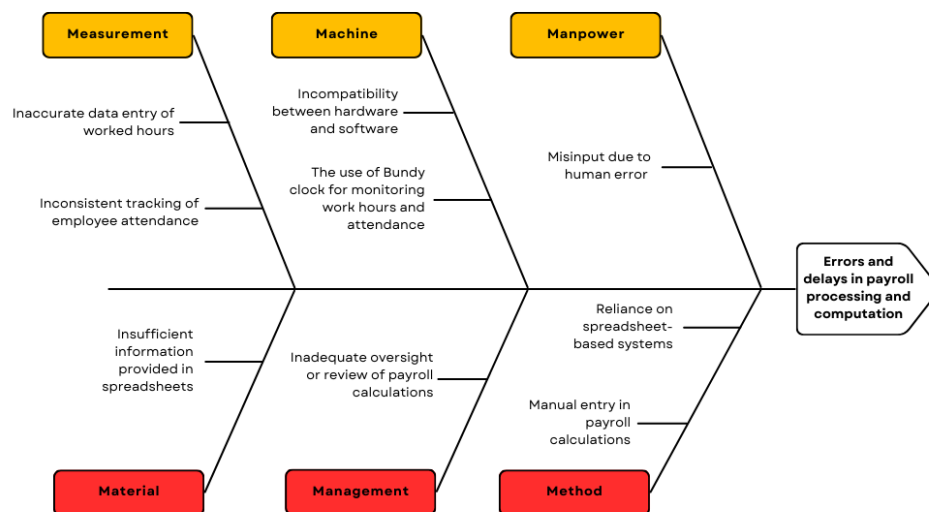 Measurement
Machine
Manpower
Inaccurate data entry of
worked hours
Inconsistent tracking of
employee attendance
Incompatibility
between hardware
and software
The use of Bundy
clock for monitoring
work hours and
attendance
Misinput due to
human error
Errors and
delays in payroll
processing and
computation
Insufficient
information
provided in
spreadsheets
Inadequate oversight
or review of payroll
calculations
Reliance on
spreadsheet-
based systems
Manual entry in
payroll
calculations
Material
Management
Method